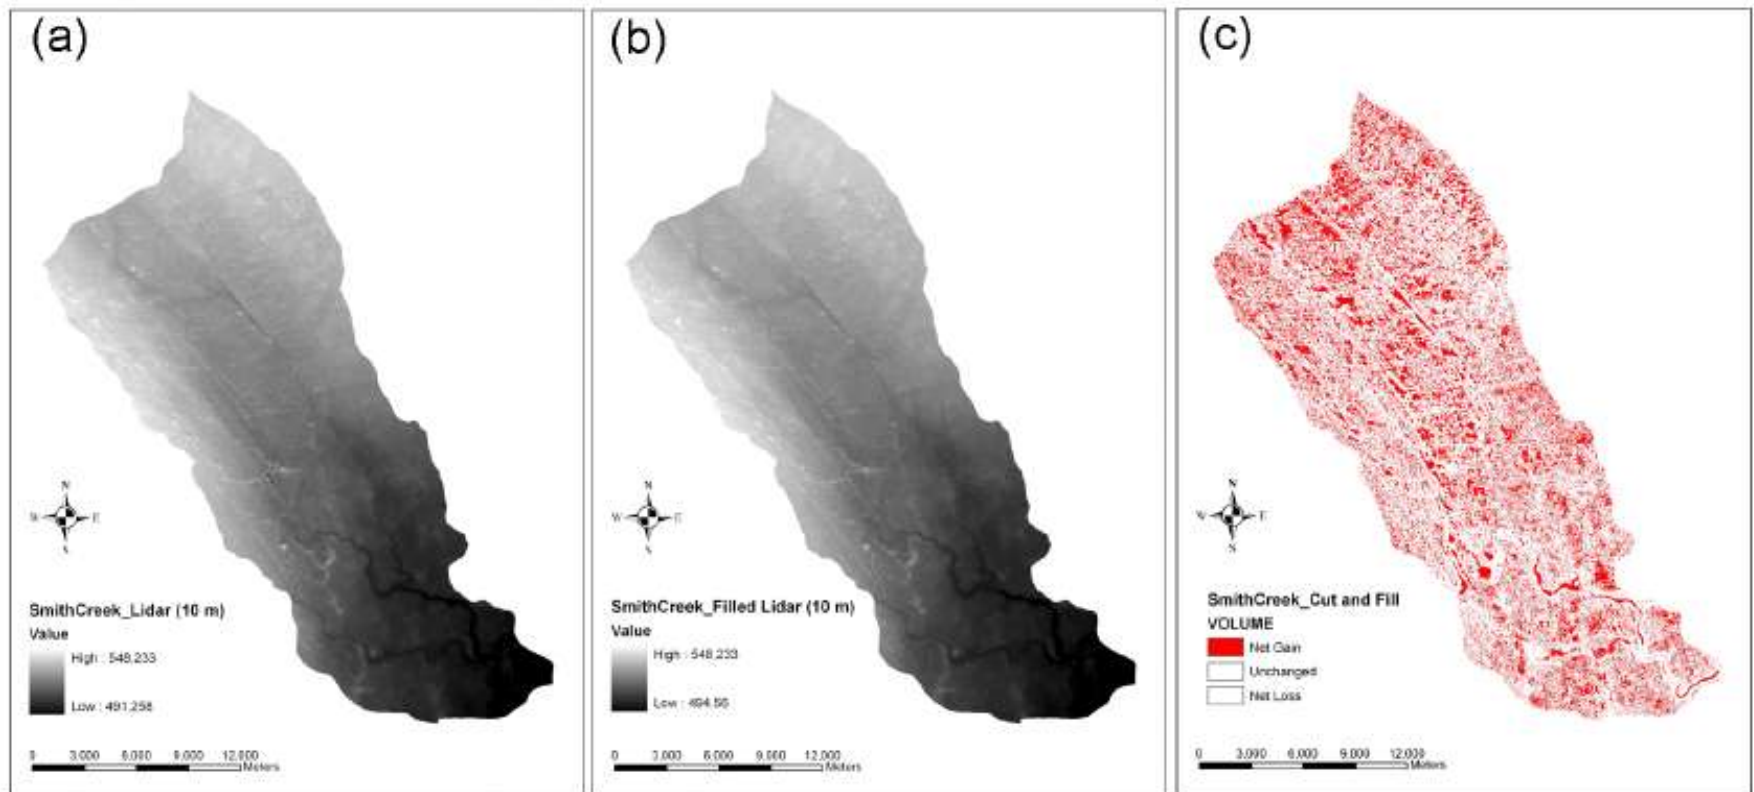 (a)
N
W E
S
SmithCreek_Lidar (10 m)
Value
High : 548,233
Low : 491,258
0 3,000 6,000 9,000 12,000
Meters
(b)
N
W E
S
SmithCreek_Filled Lidar (10 m)
Value
High : 548,233
Low : 494.56
0 3,000 6,000 9,000 12,000
Meters
(c)
N
W E
S
SmithCreek_Cut and Fill
VOLUME
Net Gain
Unchanged
Net Loss
0 3,000 6,000 9,000 12,000
Meters